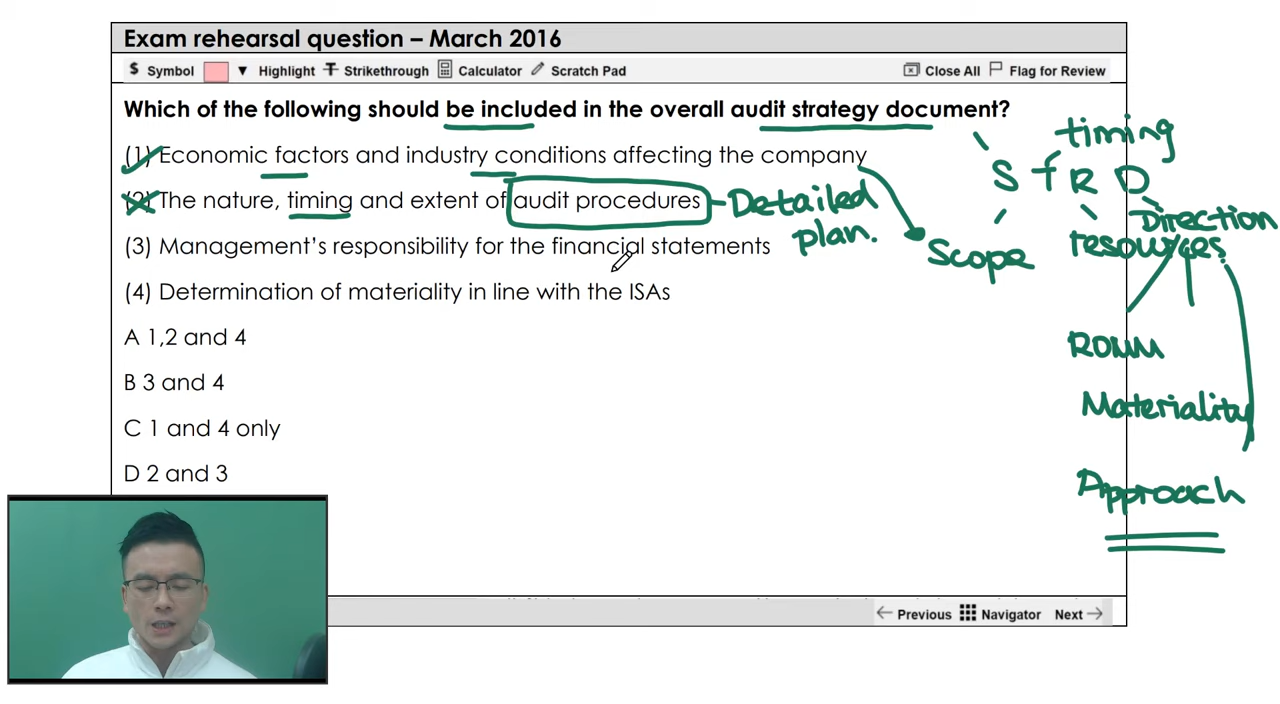 Exam rehearsal question – March 2016
$ Symbol ▼ Highlight T Strikethrough Calculator Scratch Pad Close All Flag for Review
Which of the following should be included in the overall audit strategy document?
timing
(1) Economic factors and industry conditions affecting the company
S t R D
(2) The nature, timing and extent of audit procedures
Detailed
plan.
Direction
resources
(3) Management's responsibility for the financial statements
Scope
(4) Determination of materiality in line with the ISAs
A 1,2 and 4
ROMM
B 3 and 4
Materiality
C 1 and 4 only
D 2 and 3
Approach
Previous Navigator Next